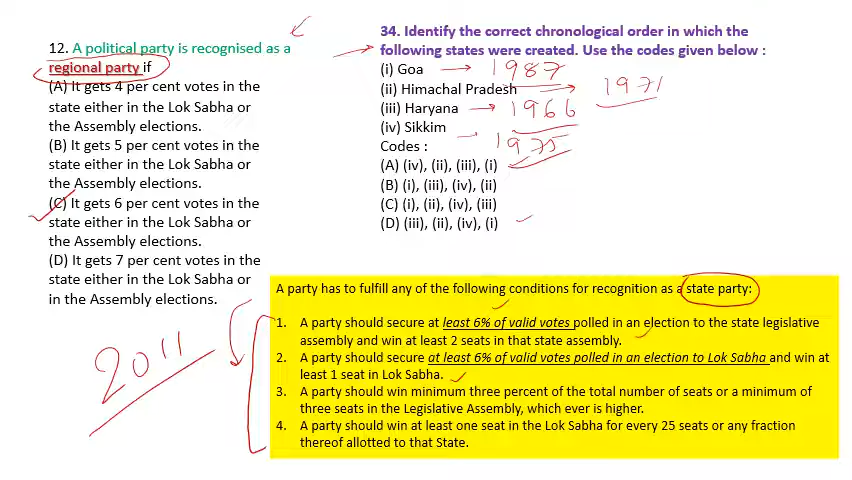 12. A political party is recognised as a
regional party if
(A) It gets 4 per cent votes in the
state either in the Lok Sabha or
the Assembly elections.
(B) It gets 5 per cent votes in the
state either in the Lok Sabha or
the Assembly elections.
(C) It gets 6 per cent votes in the
state either in the Lok Sabha or
the Assembly elections.
(D) It gets 7 per cent votes in the
state either in the Lok Sabha or
in the Assembly elections.
2011
34. Identify the correct chronological order in which the
following states were created. Use the codes given below :
(i) Goa 1987
(ii) Himachal Pradesh 1971
(iii) Haryana 1966
(iv) Sikkim
Codes : 1975
(A) (iv), (ii), (iii), (i)
(B) (i), (iii), (iv), (ii)
(C) (i), (ii), (iv), (iii)
(D) (iii), (ii), (iv), (i)
A party has to fulfill any of the following conditions for recognition as a state party:
1. A party should secure at least 6% of valid votes polled in an election to the state legislative
assembly and win at least 2 seats in that state assembly.
2. A party should secure at least 6% of valid votes polled in an election to Lok Sabha and win at
least 1 seat in Lok Sabha.
3. A party should win minimum three percent of the total number of seats or a minimum of
three seats in the Legislative Assembly, which ever is higher.
4. A party should win at least one seat in the Lok Sabha for every 25 seats or any fraction
thereof allotted to that State.